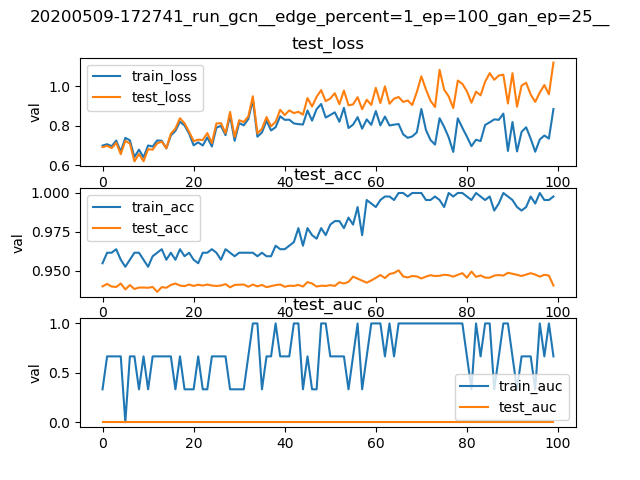 20200509-172741_run_gcn__edge_percent=1_ep=100_gan_ep=25__
test_loss
train_loss
test_loss
val
1.0
0.8
0.6
0 20 40 60 80 100
test_acc
train_acc
test_acc
val
1.000
0.975
0.950
0 20 40 60 80 100
test_auc
train_auc
test_auc
val
1.0
0.5
0.0
0 20 40 60 80 100